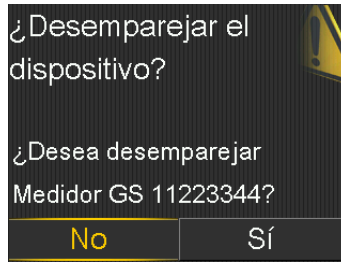 ¿Desemparejar el
dispositivo?
¿Desea desemparejar
Medidor GS 11223344?
No
Sí